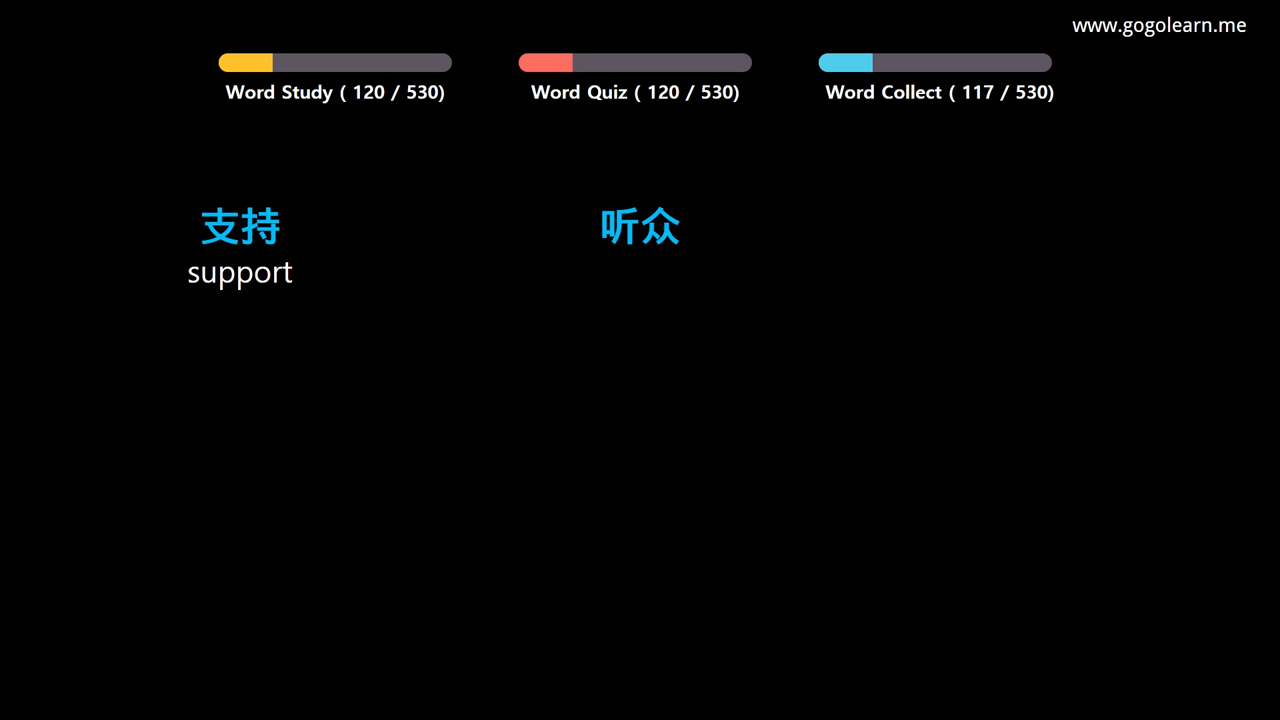 www.gogolearn.me
Word Study ( 120 / 530)
Word Quiz ( 120 / 530)
Word Collect ( 117 / 530)
支持
听众
support